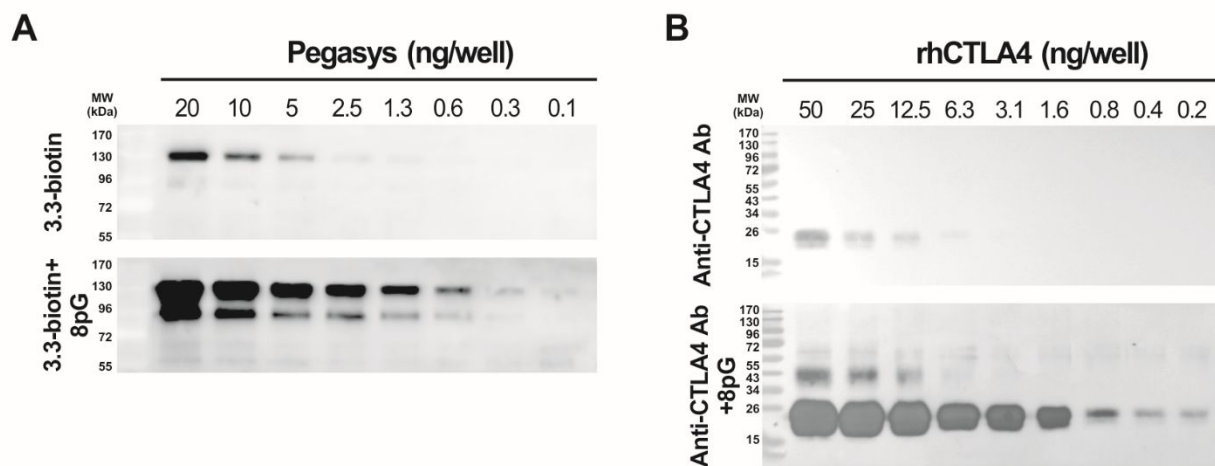 A
Pegasys (ng/well)
MW
(kDa)
20 10 5 2.5 1.3 0.6 0.3 0.1
3.3-biotin
170
130
96
72
55
3.3-biotin+
8pG
170
130
96
72
55
B
rhCTLA4 (ng/well)
MW
(kDa)
50 25 12.5 6.3 3.1 1.6 0.8 0.4 0.2
Anti-CTLA4 Ab
170
130
96
72
55
43
34
26
15
Anti-CTLA4 Ab
+8pG
170
130
96
72
55
43
34
26
15